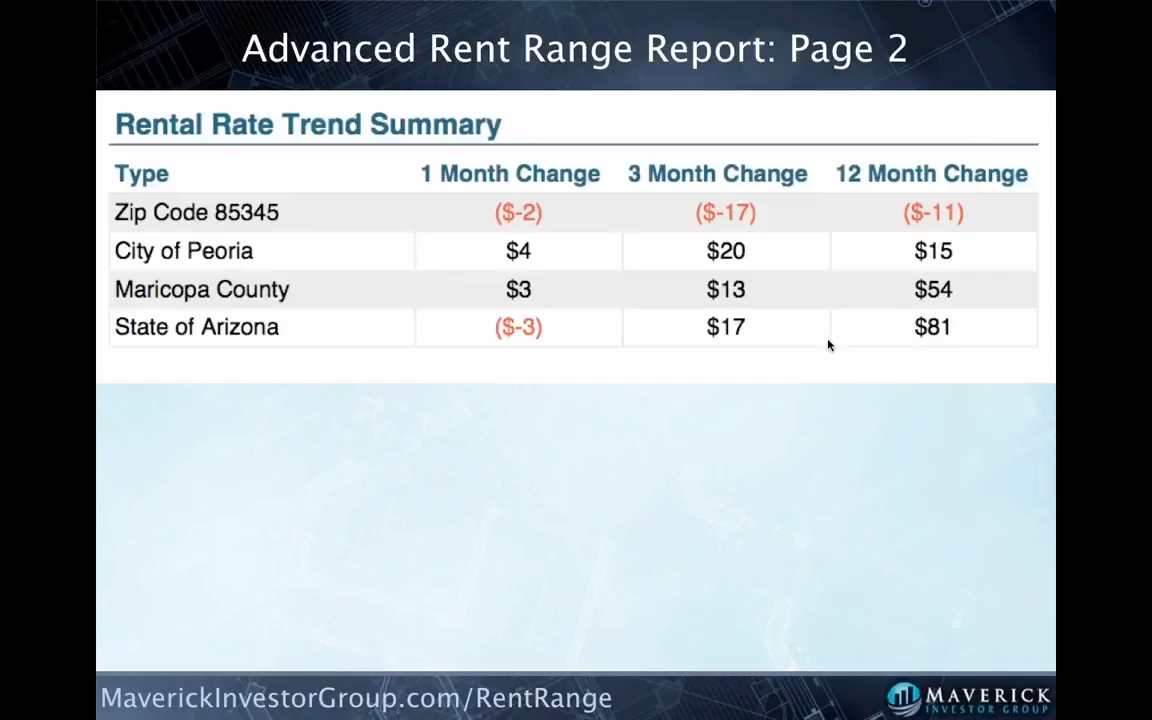 Advanced Rent Range Report: Page 2
Rental Rate Trend Summary
Type 1 Month Change 3 Month Change 12 Month Change
Zip Code 85345 ($-2) ($-17) ($-11)
City of Peoria $4 $20 $15
Maricopa County $3 $13 $54
State of Arizona ($-3) $17 $81
MaverickInvestorGroup.com/RentRange
MAVERICK
INVESTOR GROUP